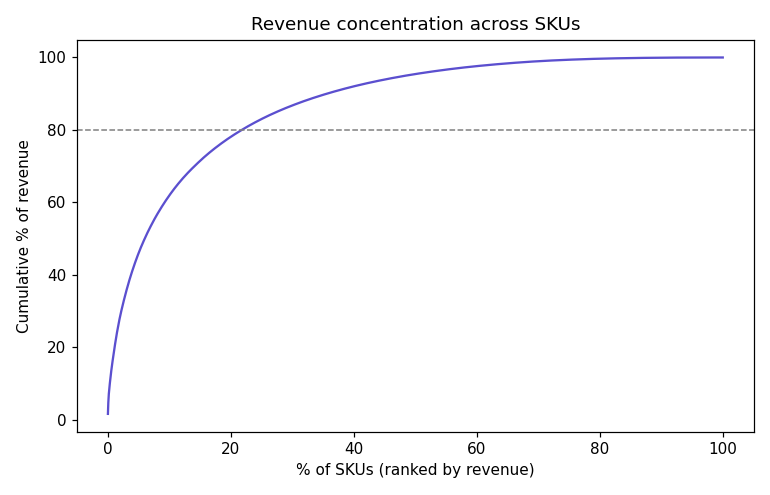 Revenue concentration across SKUs
100
80
60
40
20
0
Cumulative % of revenue
0 20 40 60 80 100
% of SKUs (ranked by revenue)